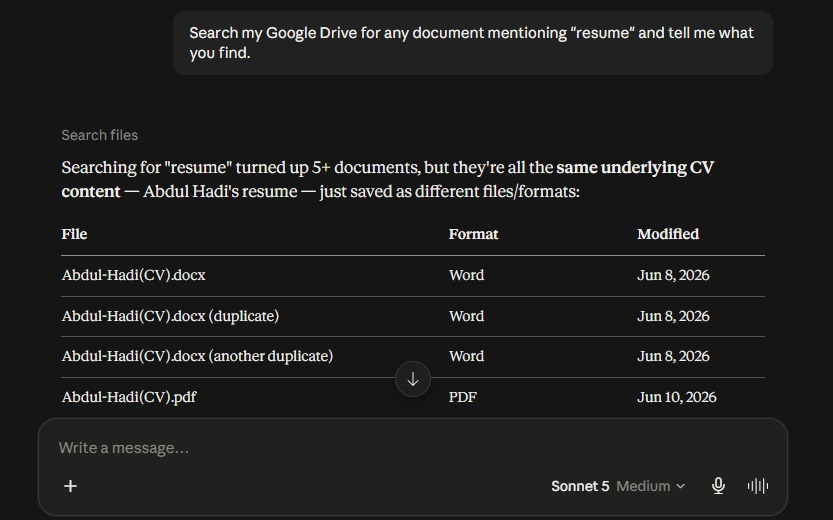 Search my Google Drive for any document mentioning "resume" and tell me what
you find.
Search files
Searching for "resume" turned up 5+ documents, but they're all the same underlying CV
content — Abdul Hadi's resume — just saved as different files/formats:
File Format Modified
Abdul-Hadi(CV).docx Word Jun 8, 2026
Abdul-Hadi(CV).docx (duplicate) Word Jun 8, 2026
Abdul-Hadi(CV).docx (another duplicate) Word Jun 8, 2026
Abdul-Hadi(CV).pdf PDF Jun 10, 2026
Write a message...
Sonnet 5 Medium